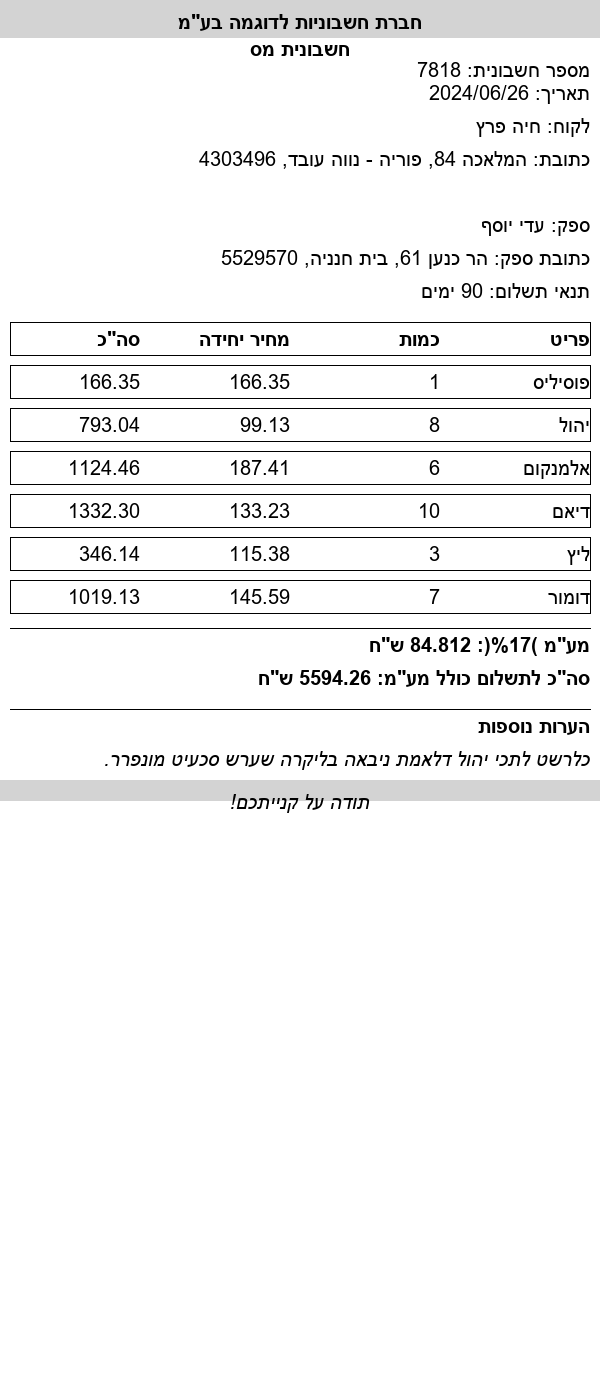 חברת חשבוניות לדוגמה בע"מ
חשבונית מס
מספר חשבונית: 7818
תאריך: 2024/06/26
לקוח: חיה פרץ
כתובת: המלאכה 84, פוריה - נווה עובד, 4303496
ספק: עדי יוסף
כתובת ספק: הר כנען 61, בית חנניה, 5529570
תנאי תשלום: 90 ימים
פריט כמות מחיר יחידה סה"כ
פוסיליס 1 166.35 166.35
יהול 8 99.13 793.04
אלמנקום 6 187.41 1124.46
דיאם 10 133.23 1332.30
ליץ 3 115.38 346.14
דומור 7 145.59 1019.13
מע"מ )17%(: 84.812 ש"ח
סה"כ לתשלום כולל מע"מ: 5594.26 ש"ח
הערות נוספות
כלרשט לתכי יהול דלאמת ניבאה בליקרה שערש סכעיט מונפרר.
תודה על קנייתכם!